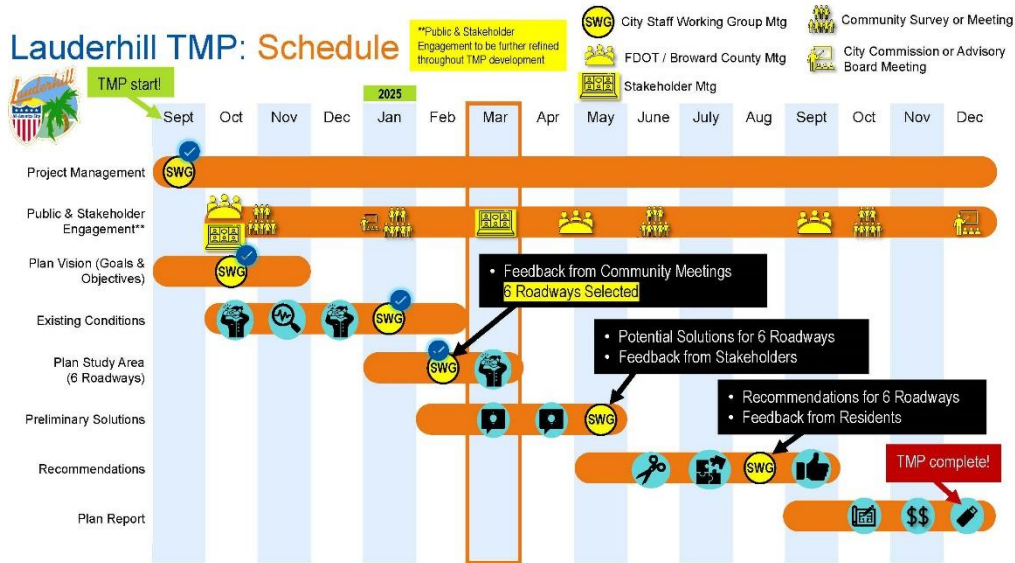 Lauderhill TMP: Schedule
**Public & Stakeholder
Engagement to be further refined
throughout TMP development
SWG City Staff Working Group Mtg
FDOT / Broward County Mtg
Stakeholder Mtg
Community Survey or Meeting
City Commission or Advisory
Board Meeting
Lauderhill
All-America City
TMP start!
2025
Sept Oct Nov Dec Jan Feb Mar Apr May June July Aug Sept Oct Nov Dec
Project Management
SWG
Public & Stakeholder
Engagement**
Plan Vision (Goals &
Objectives)
SWG
• Feedback from Community Meetings
6 Roadways Selected
Existing Conditions
SWG
• Potential Solutions for 6 Roadways
• Feedback from Stakeholders
Plan Study Area
(6 Roadways)
SWG
• Recommendations for 6 Roadways
• Feedback from Residents
Preliminary Solutions
SWG
Recommendations
SWG
TMP complete!
Plan Report
$$